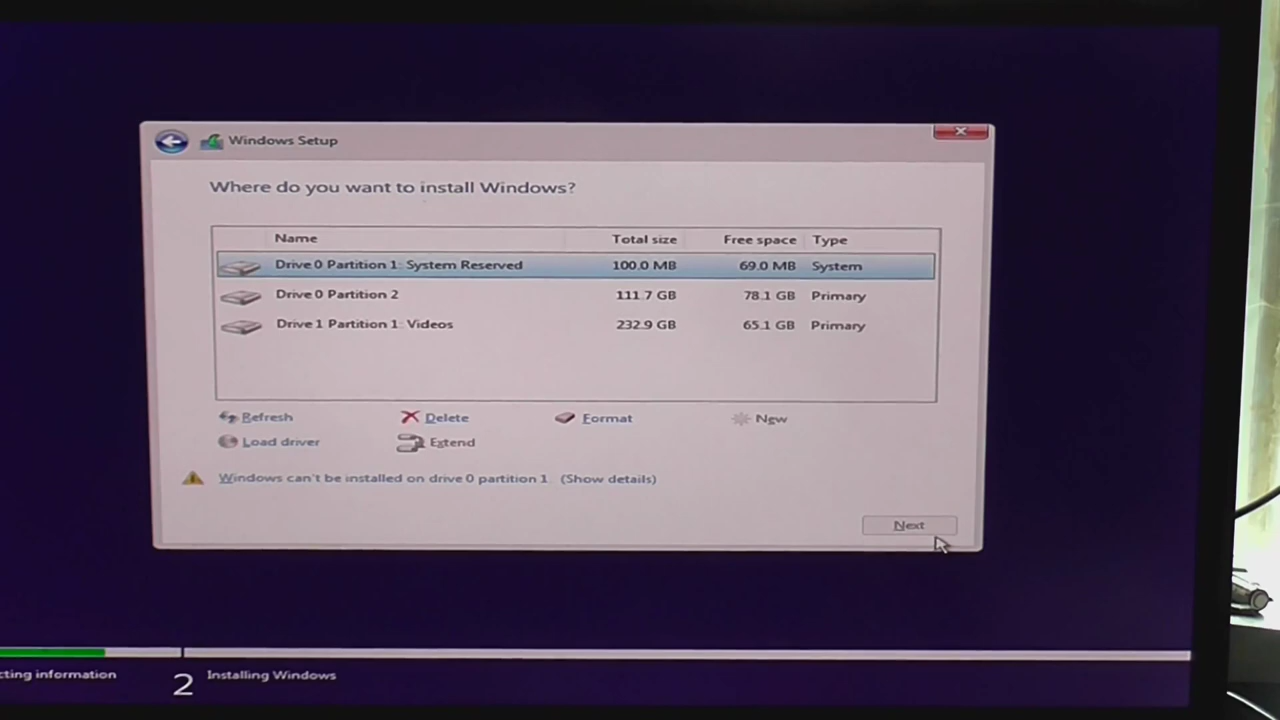 Windows Setup
Where do you want to install Windows?
Name Total size Free space Type
Drive 0 Partition 1: System Reserved 100.0 MB 69.0 MB System
Drive 0 Partition 2 111.7 GB 78.1 GB Primary
Drive 1 Partition 1: Videos 232.9 GB 65.1 GB Primary
Refresh Delete Format New
Load driver Extend
Windows can't be installed on drive 0 partition 1. (Show details)
Next
cting information 2 Installing Windows